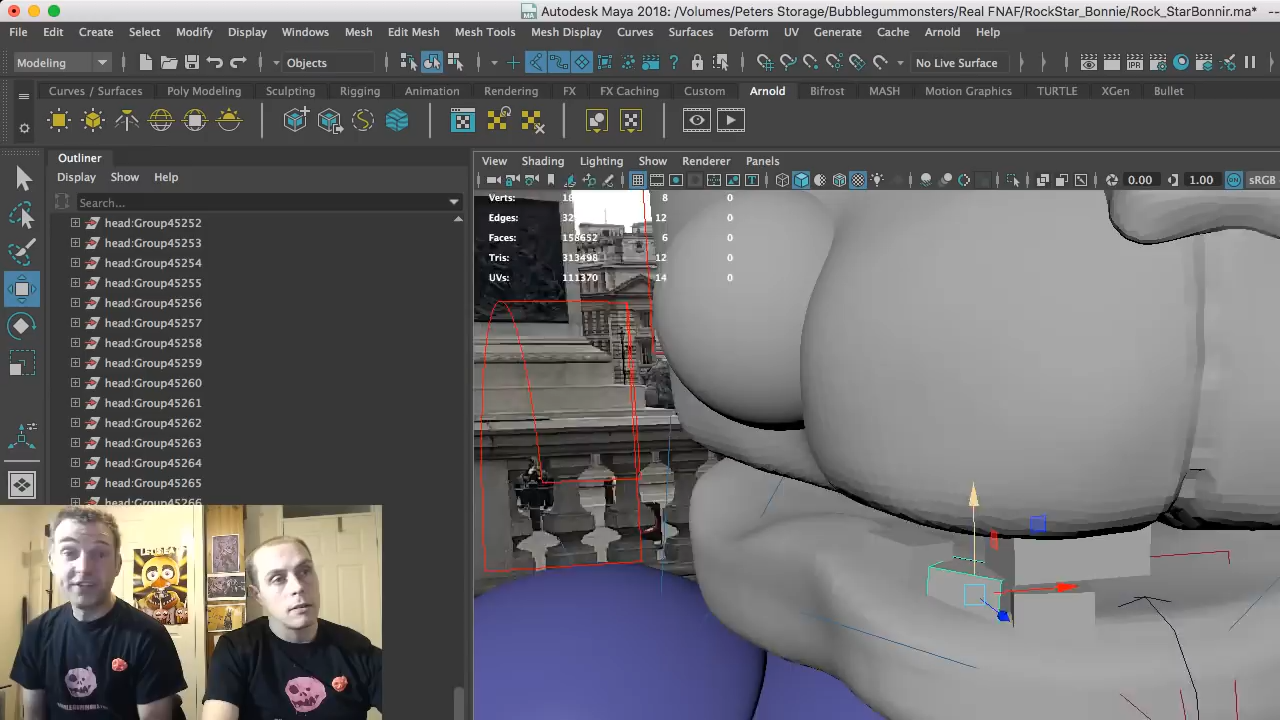 Autodesk Maya 2018: /Volumes/Peters Storage/Bubblegummonsters/Real FNAF/RockStar_Bonnie/Rock_StarBonnir.ma* --
File Edit Create Select Modify Display Windows Mesh Edit Mesh Mesh Tools Mesh Display Curves Surfaces Deform UV Generate Cache Arnold Help
Modeling Objects No Live Surface
Curves / Surfaces Poly Modeling Sculpting Rigging Animation Rendering FX FX Caching Custom Arnold Bifrost MASH Motion Graphics TURTLE XGen Bullet
Outliner
Display Show Help
Search...
head:Group45252
head:Group45253
head:Group45254
head:Group45255
head:Group45256
head:Group45257
head:Group45258
head:Group45259
head:Group45260
head:Group45261
head:Group45262
head:Group45263
head:Group45264
head:Group45265
head:Group45266
View Shading Lighting Show Renderer Panels
0.00 1.00 sRGB
Verts: 8 0
Edges: 12 0
Faces: 158652 6 0
Tris: 313498 12 0
UVs: 111370 14 0
LET'S EAT